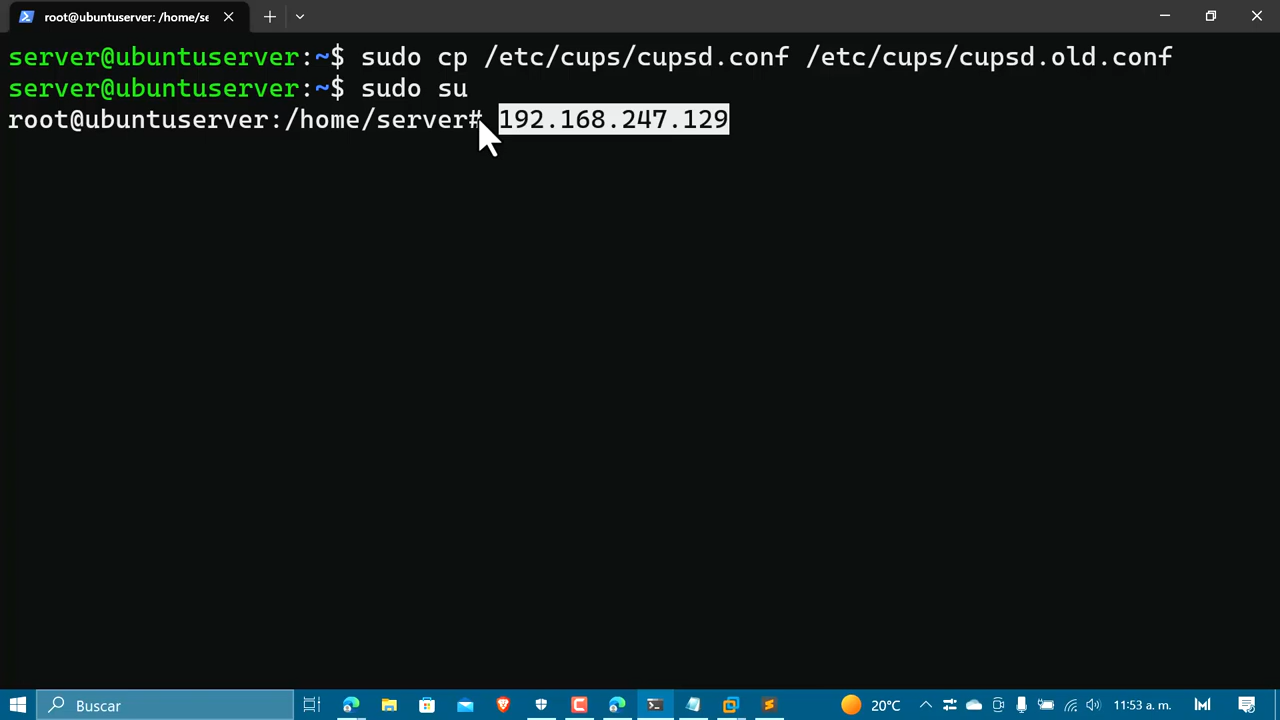 root@ubuntuserver: /home/se
server@ubuntuserver:~$ sudo cp /etc/cups/cupsd.conf /etc/cups/cupsd.old.conf
server@ubuntuserver:~$ sudo su
root@ubuntuserver:/home/server# 192.168.247.129
Buscar
20°C
11:53 a. m.